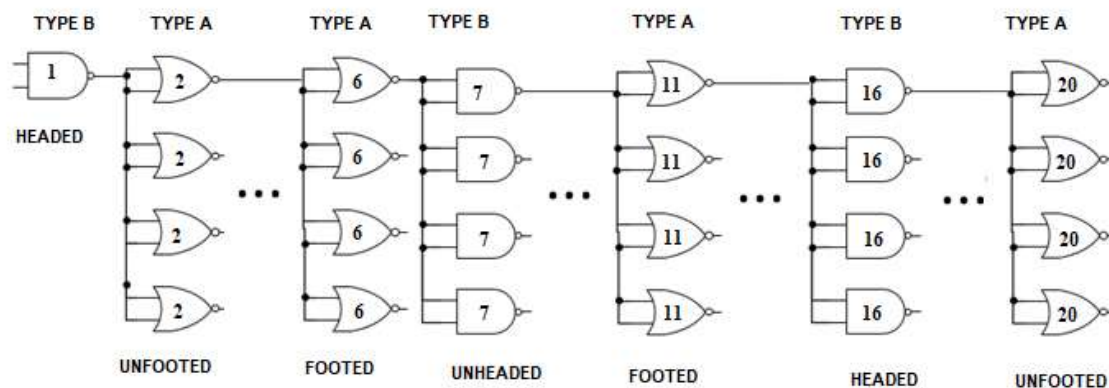 TYPE B TYPE A TYPE A TYPE B TYPE A TYPE B TYPE A
1 2 6 7 11 16 20
2 6 7 11 16 20
2 6 7 11 16 20
2 6 7 11 16 20
HEADED
UNFOOTED FOOTED UNHEADED FOOTED HEADED UNFOOTED